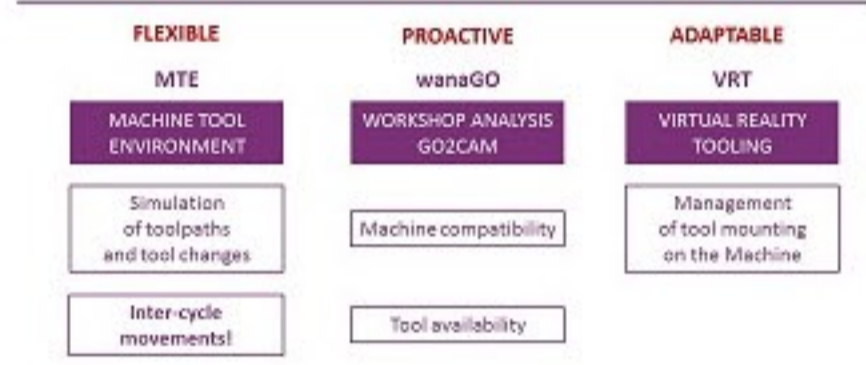 FLEXIBLE
MTE
MACHINE TOOL
ENVIRONMENT
Simulation
of toolpaths
and tool changes
Inter-cycle
movements!
PROACTIVE
wanaGO
WORKSHOP ANALYSIS
GO2CAM
Machine compatibility
Tool availability
ADAPTABLE
VRT
VIRTUAL REALITY
TOOLING
Management
of tool mounting
on the Machine